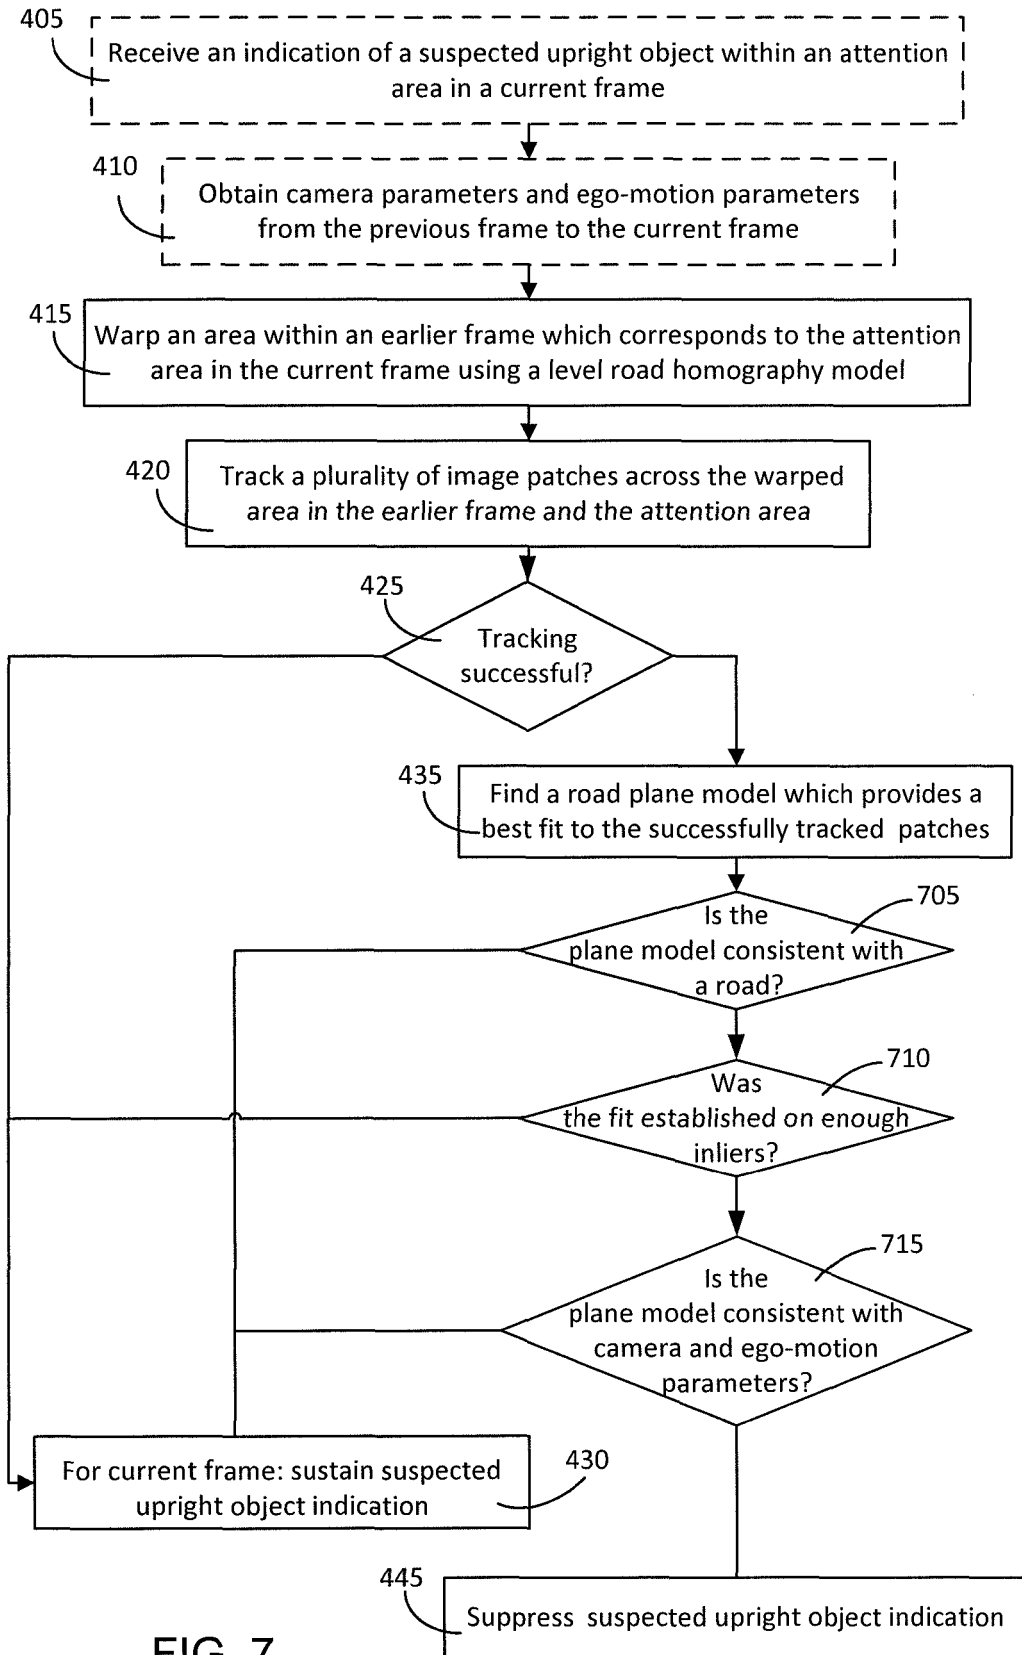 405
Receive an indication of a suspected upright object within an attention
area in a current frame
410
Obtain camera parameters and ego-motion parameters
from the previous frame to the current frame
415
Warp an area within an earlier frame which corresponds to the attention
area in the current frame using a level road homography model
420
Track a plurality of image patches across the warped
area in the earlier frame and the attention area
425
Tracking
successful?
435
Find a road plane model which provides a
best fit to the successfully tracked patches
705
Is the
plane model consistent with
a road?
710
Was
the fit established on enough
inliers?
715
Is the
plane model consistent with
camera and ego-motion
parameters?
For current frame: sustain suspected
upright object indication
430
445
Suppress suspected upright object indication
FIG. 7